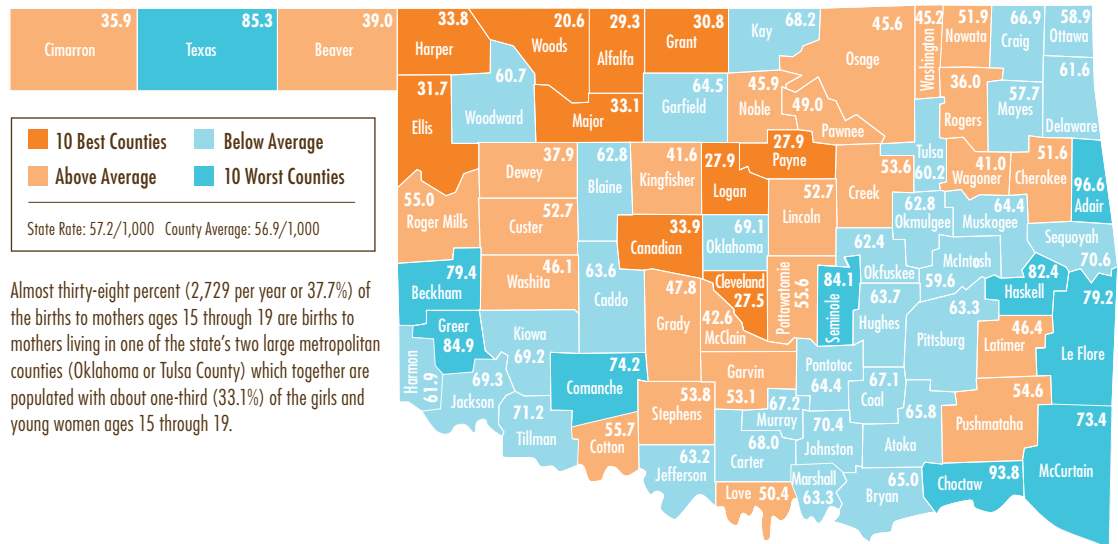 35.9
Cimarron
85.3
Texas
39.0
Beaver
33.8
Harper
20.6
Woods
29.3
Alfalfa
30.8
Grant
68.2
Kay
45.6
Osage
45.2
Washington
51.9
Nowata
66.9
Craig
58.9
Ottawa
31.7
Ellis
60.7
Woodward
33.1
Major
64.5
Garfield
45.9
Noble
49.0
Pawnee
36.0
Rogers
57.7
Mayes
61.6
Delaware
10 Best Counties
Below Average
Above Average
10 Worst Counties
State Rate: 57.2/1,000 County Average: 56.9/1,000
55.0
Roger Mills
37.9
Dewey
62.8
Blaine
41.6
Kingfisher
27.9
Logan
27.9
Payne
53.6
Creek
Tulsa
60.2
41.0
Wagoner
51.6
Cherokee
96.6
Adair
52.7
Custer
33.9
Canadian
69.1
Oklahoma
52.7
Lincoln
62.8
Okmulgee
64.4
Muskogee
Sequoyah
70.6
79.4
Beckham
46.1
Washita
63.6
Caddo
47.8
Grady
Cleveland
27.5
42.6
McClain
Pottawatamie
55.6
Seminole
84.1
62.4
Okfuskee
McIntosh
59.6
82.4
Haskell
79.2
Le Flore
Almost thirty-eight percent (2,729 per year or 37.7%) of
the births to mothers ages 15 through 19 are births to
mothers living in one of the state's two large metropolitan
counties (Oklahoma or Tulsa County) which together are
populated with about one-third (33.1%) of the girls and
young women ages 15 through 19.
Greer
84.9
Harmon
61.9
69.3
Jackson
Kiowa
69.2
74.2
Comanche
71.2
Tillman
55.7
Cotton
53.8
Stephens
Garvin
53.1
67.2
Murray
Pontotoc
64.4
63.7
Hughes
63.3
Pittsburg
46.4
Latimer
67.1
Coal
65.8
Atoka
54.6
Pushmataha
73.4
McCurtain
63.2
Jefferson
68.0
Carter
70.4
Johnston
Love 50.4
Marshall
63.3
65.0
Bryan
93.8
Choctaw